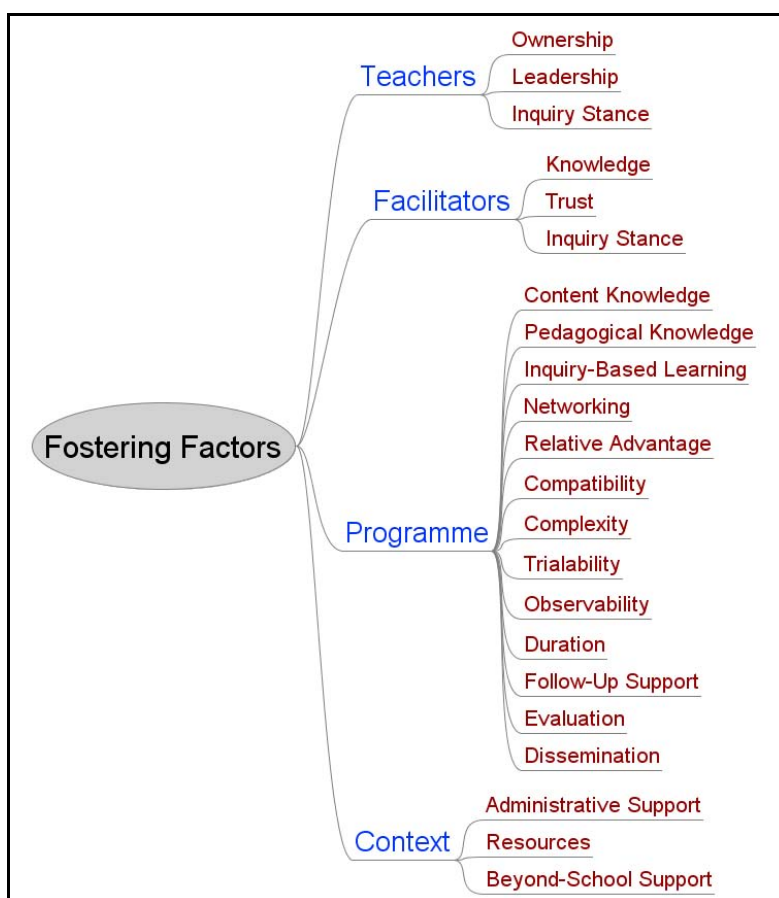 Fostering Factors
Teachers
Ownership
Leadership
Inquiry Stance
Facilitators
Knowledge
Trust
Inquiry Stance
Programme
Content Knowledge
Pedagogical Knowledge
Inquiry-Based Learning
Networking
Relative Advantage
Compatibility
Complexity
Trialability
Observability
Duration
Follow-Up Support
Evaluation
Dissemination
Context
Administrative Support
Resources
Beyond-School Support